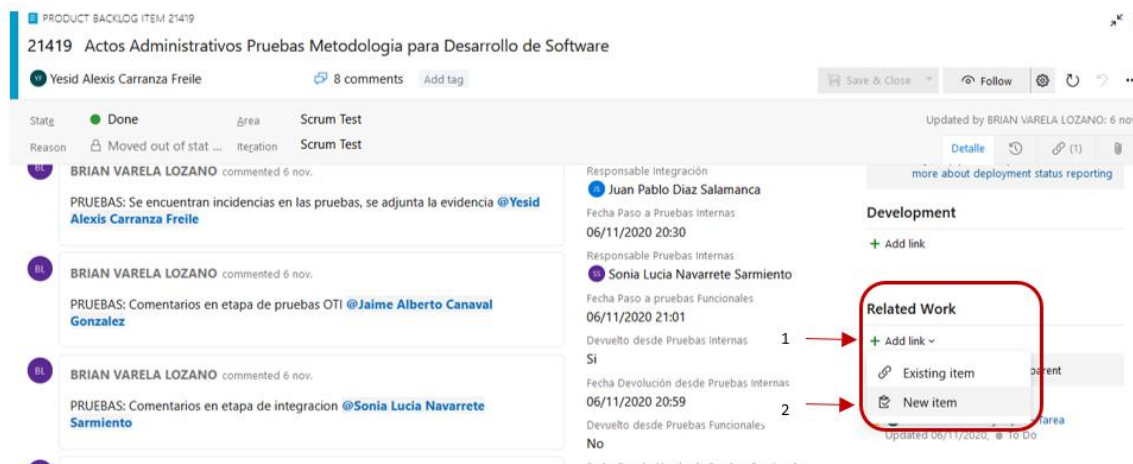 PRODUCT BACKLOG ITEM 21419
21419 Actos Administrativos Pruebas Metodologia para Desarrollo de Software
YF Yesid Alexis Carranza Freile
8 comments
Add tag
Save & Close
Follow
State
Done
Area
Scrum Test
Updated by BRIAN VARELA LOZANO: 6 nov
Reason
Moved out of stat ...
Iteration
Scrum Test
Detalle
(1)
BL
BRIAN VARELA LOZANO commented 6 nov.
PRUEBAS: Se encuentran incidencias en las pruebas, se adjunta la evidencia @Yesid
Alexis Carranza Freile
BL
BRIAN VARELA LOZANO commented 6 nov.
PRUEBAS: Comentarios en etapa de pruebas OTI @Jaime Alberto Canaval
Gonzalez
BL
BRIAN VARELA LOZANO commented 6 nov.
PRUEBAS: Comentarios en etapa de integracion @Sonia Lucia Navarrete
Sarmiento
Responsable Integración
Juan Pablo Diaz Salamanca
Fecha Paso a Pruebas Internas
06/11/2020 20:30
Responsable Pruebas Internas
SS Sonia Lucia Navarrete Sarmiento
Fecha Paso a pruebas Funcionales
06/11/2020 21:01
Devuelto desde Pruebas Internas
Si
Fecha Devolución desde Pruebas Internas
06/11/2020 20:59
Devuelto desde Pruebas Funcionales
No
more about deployment status reporting
Development
+ Add link
Related Work
1
+ Add link
Existing item
parent
2
New item
Tarea
Updated 06/11/2020, To Do